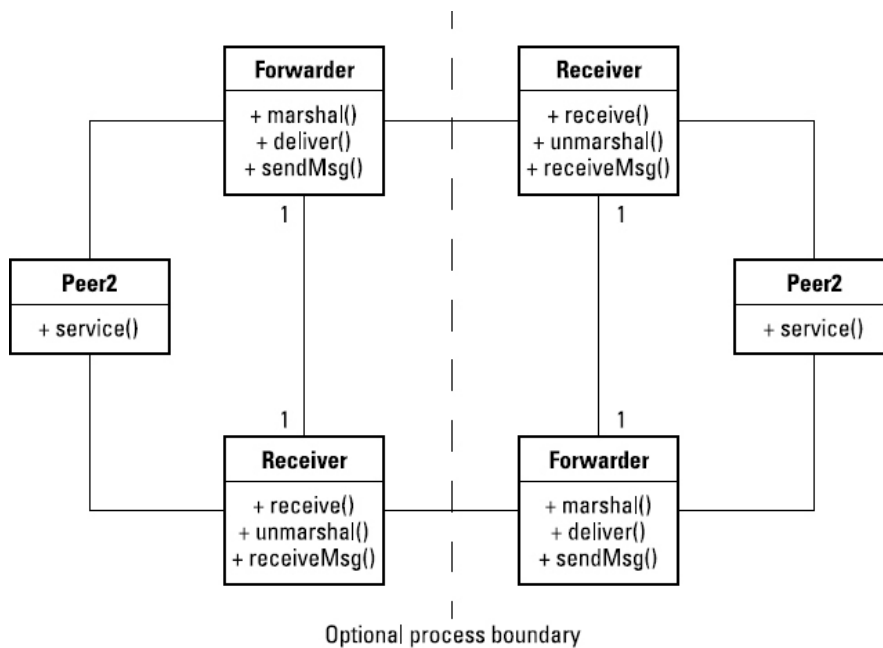 Forwarder
+ marshal()
+ deliver()
+ sendMsg()
Receiver
+ receive()
+ unmarshal()
+ receiveMsg()
1
1
Peer2
+ service()
Peer2
+ service()
1
1
Receiver
+ receive()
+ unmarshal()
+ receiveMsg()
Forwarder
+ marshal()
+ deliver()
+ sendMsg()
Optional process boundary